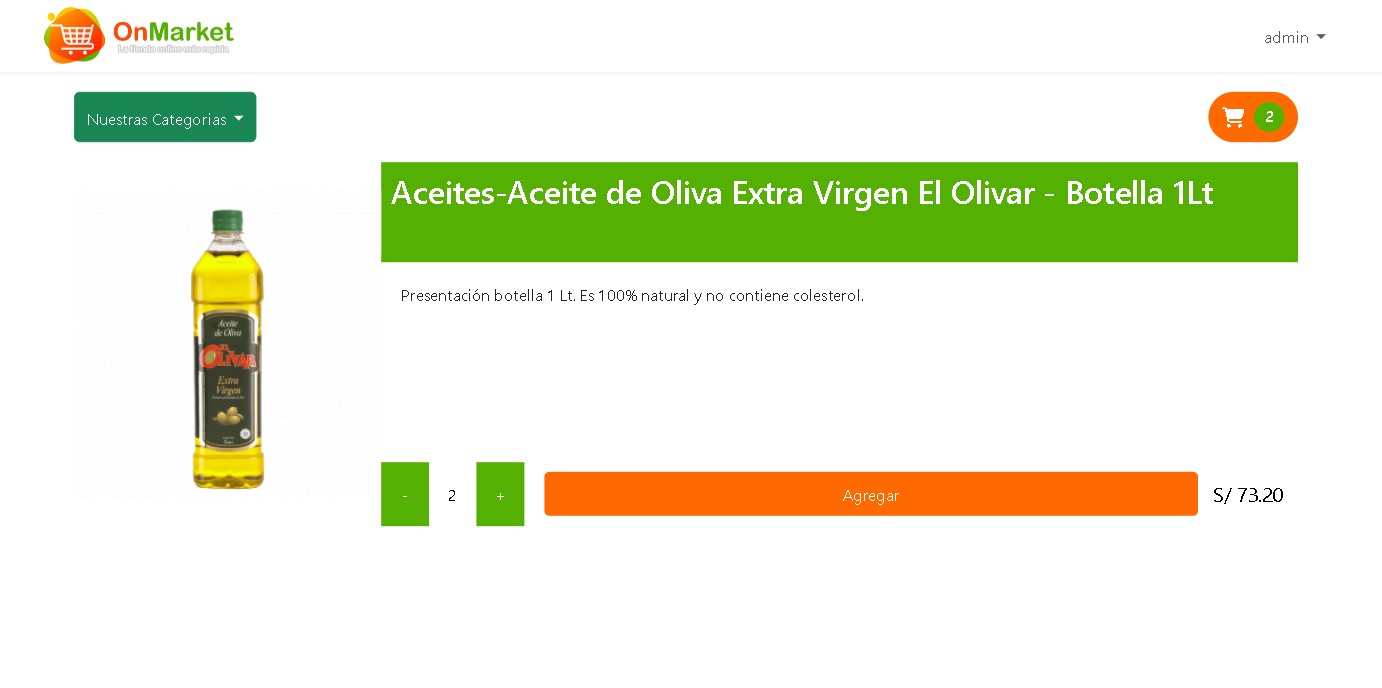 OnMarket
La tienda online más rapida
admin
Nuestras Categorias
2
Aceites-Aceite de Oliva Extra Virgen El Olivar - Botella 1Lt
Presentación botella 1 Lt. Es 100% natural y no contiene colesterol.
Aceite
de Oliva
EL
OLIVAR
Extra
Virgen
-
2
+
Agregar
S/ 73.20